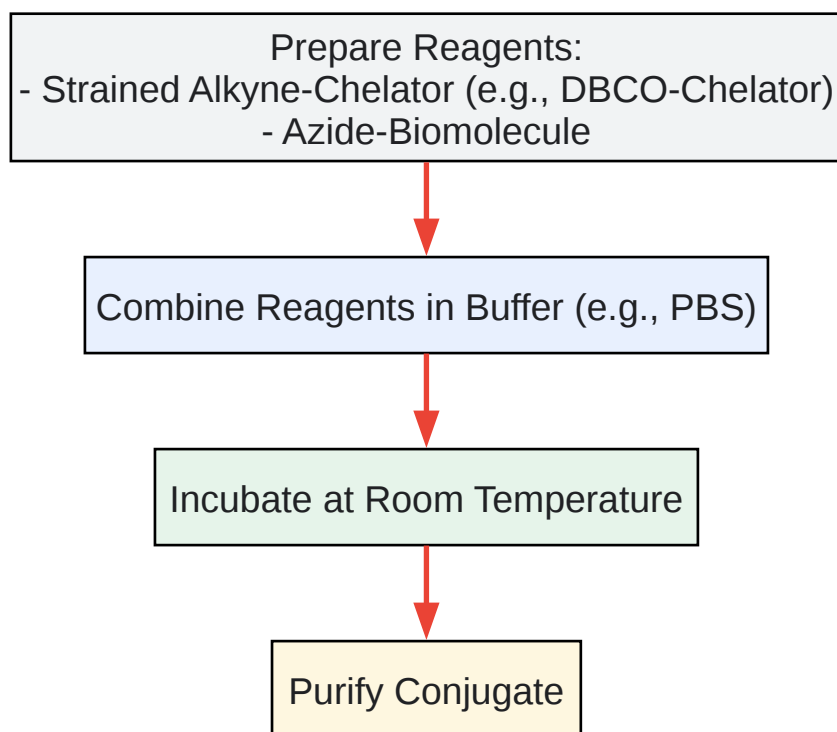 Prepare Reagents:
- Strained Alkyne-Chelator (e.g., DBCO-Chelator)
- Azide-Biomolecule
Combine Reagents in Buffer (e.g., PBS)
Incubate at Room Temperature
Purify Conjugate